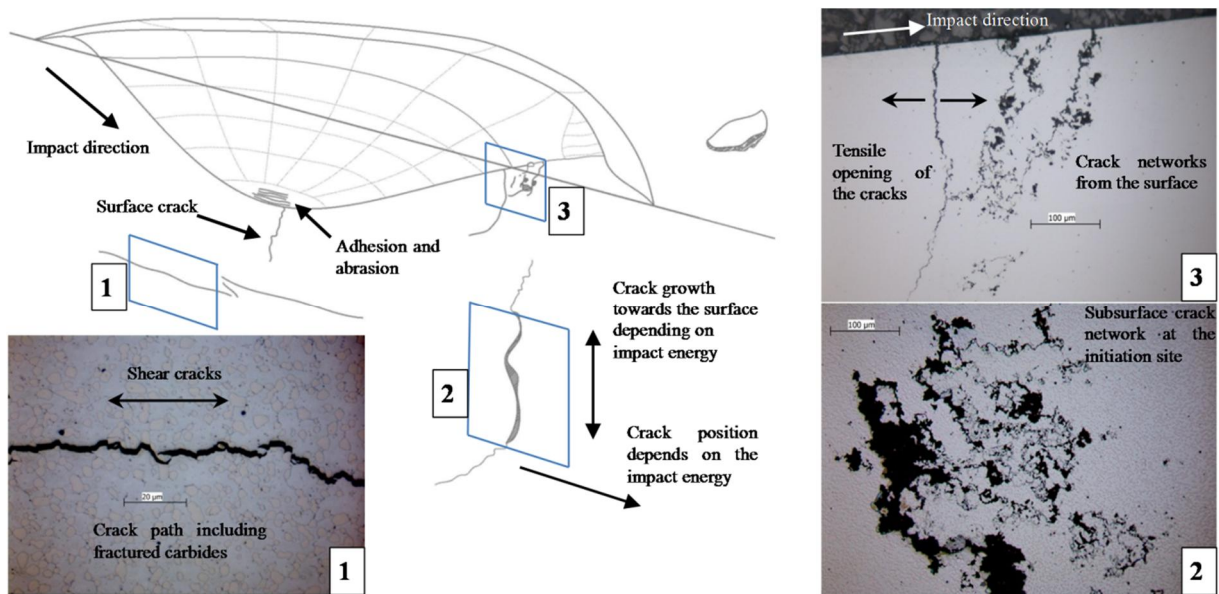 Impact direction
Surface crack
Adhesion and
abrasion
1
3
Crack growth
towards the surface
depending on
impact energy
2
Crack position
depends on the
impact energy
Shear cracks
20 µm
Crack path including
fractured carbides
1
Impact direction
Tensile
opening of
the cracks
Crack networks
from the surface
100 µm
3
100 µm
Subsurface crack
network at the
initiation site
2